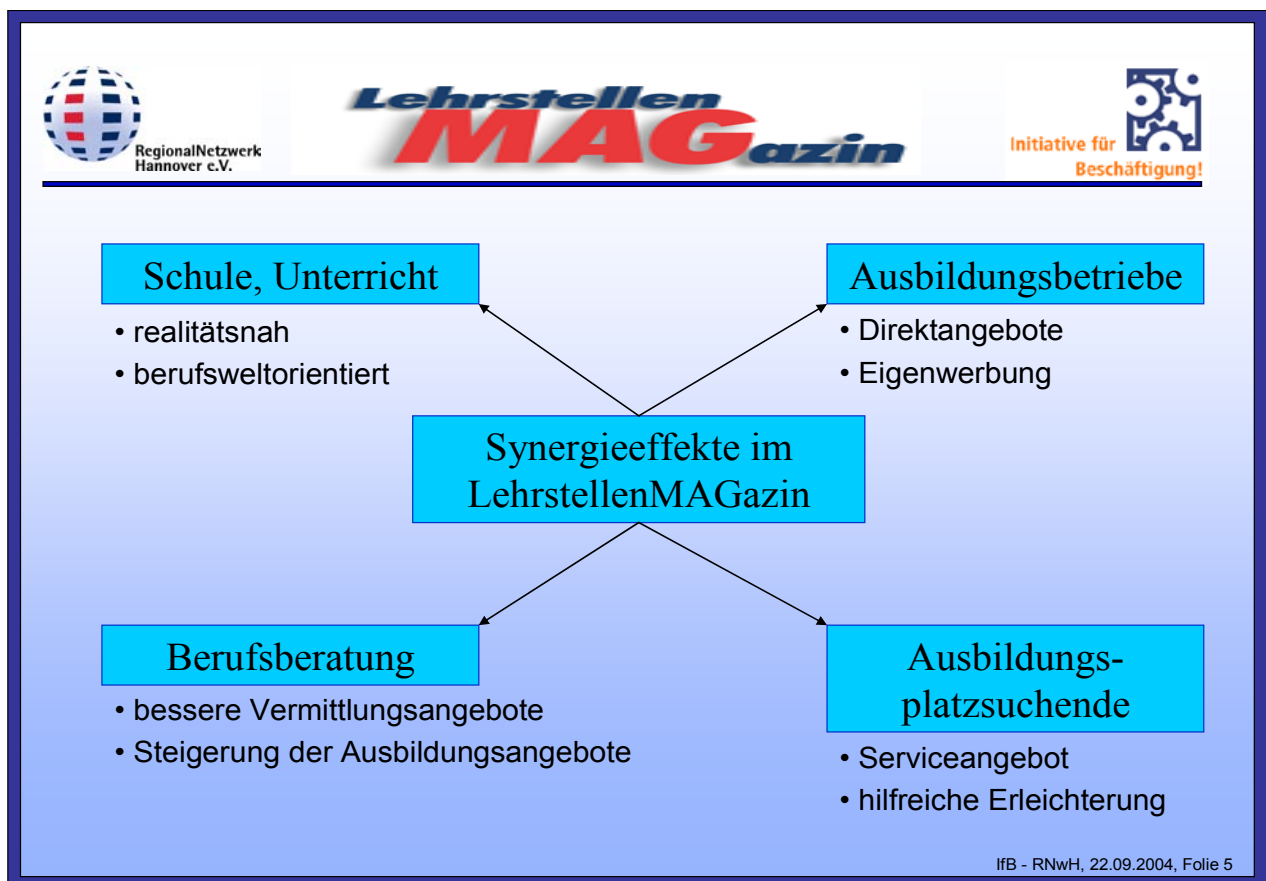 RegionalNetzwerk
Hannover e.V.
Lehrstellen
MAGazin
Initiative für
Beschäftigung!
Schule, Unterricht
• realitätsnah
• berufsweltorientiert
Ausbildungsbetriebe
• Direktangebote
• Eigenwerbung
Synergieeffekte im
LehrstellenMAGazin
Berufsberatung
• bessere Vermittlungsangebote
• Steigerung der Ausbildungsangebote
Ausbildungs-
platzsuchende
• Serviceangebot
• hilfreiche Erleichterung
IfB - RNwH, 22.09.2004, Folie 5